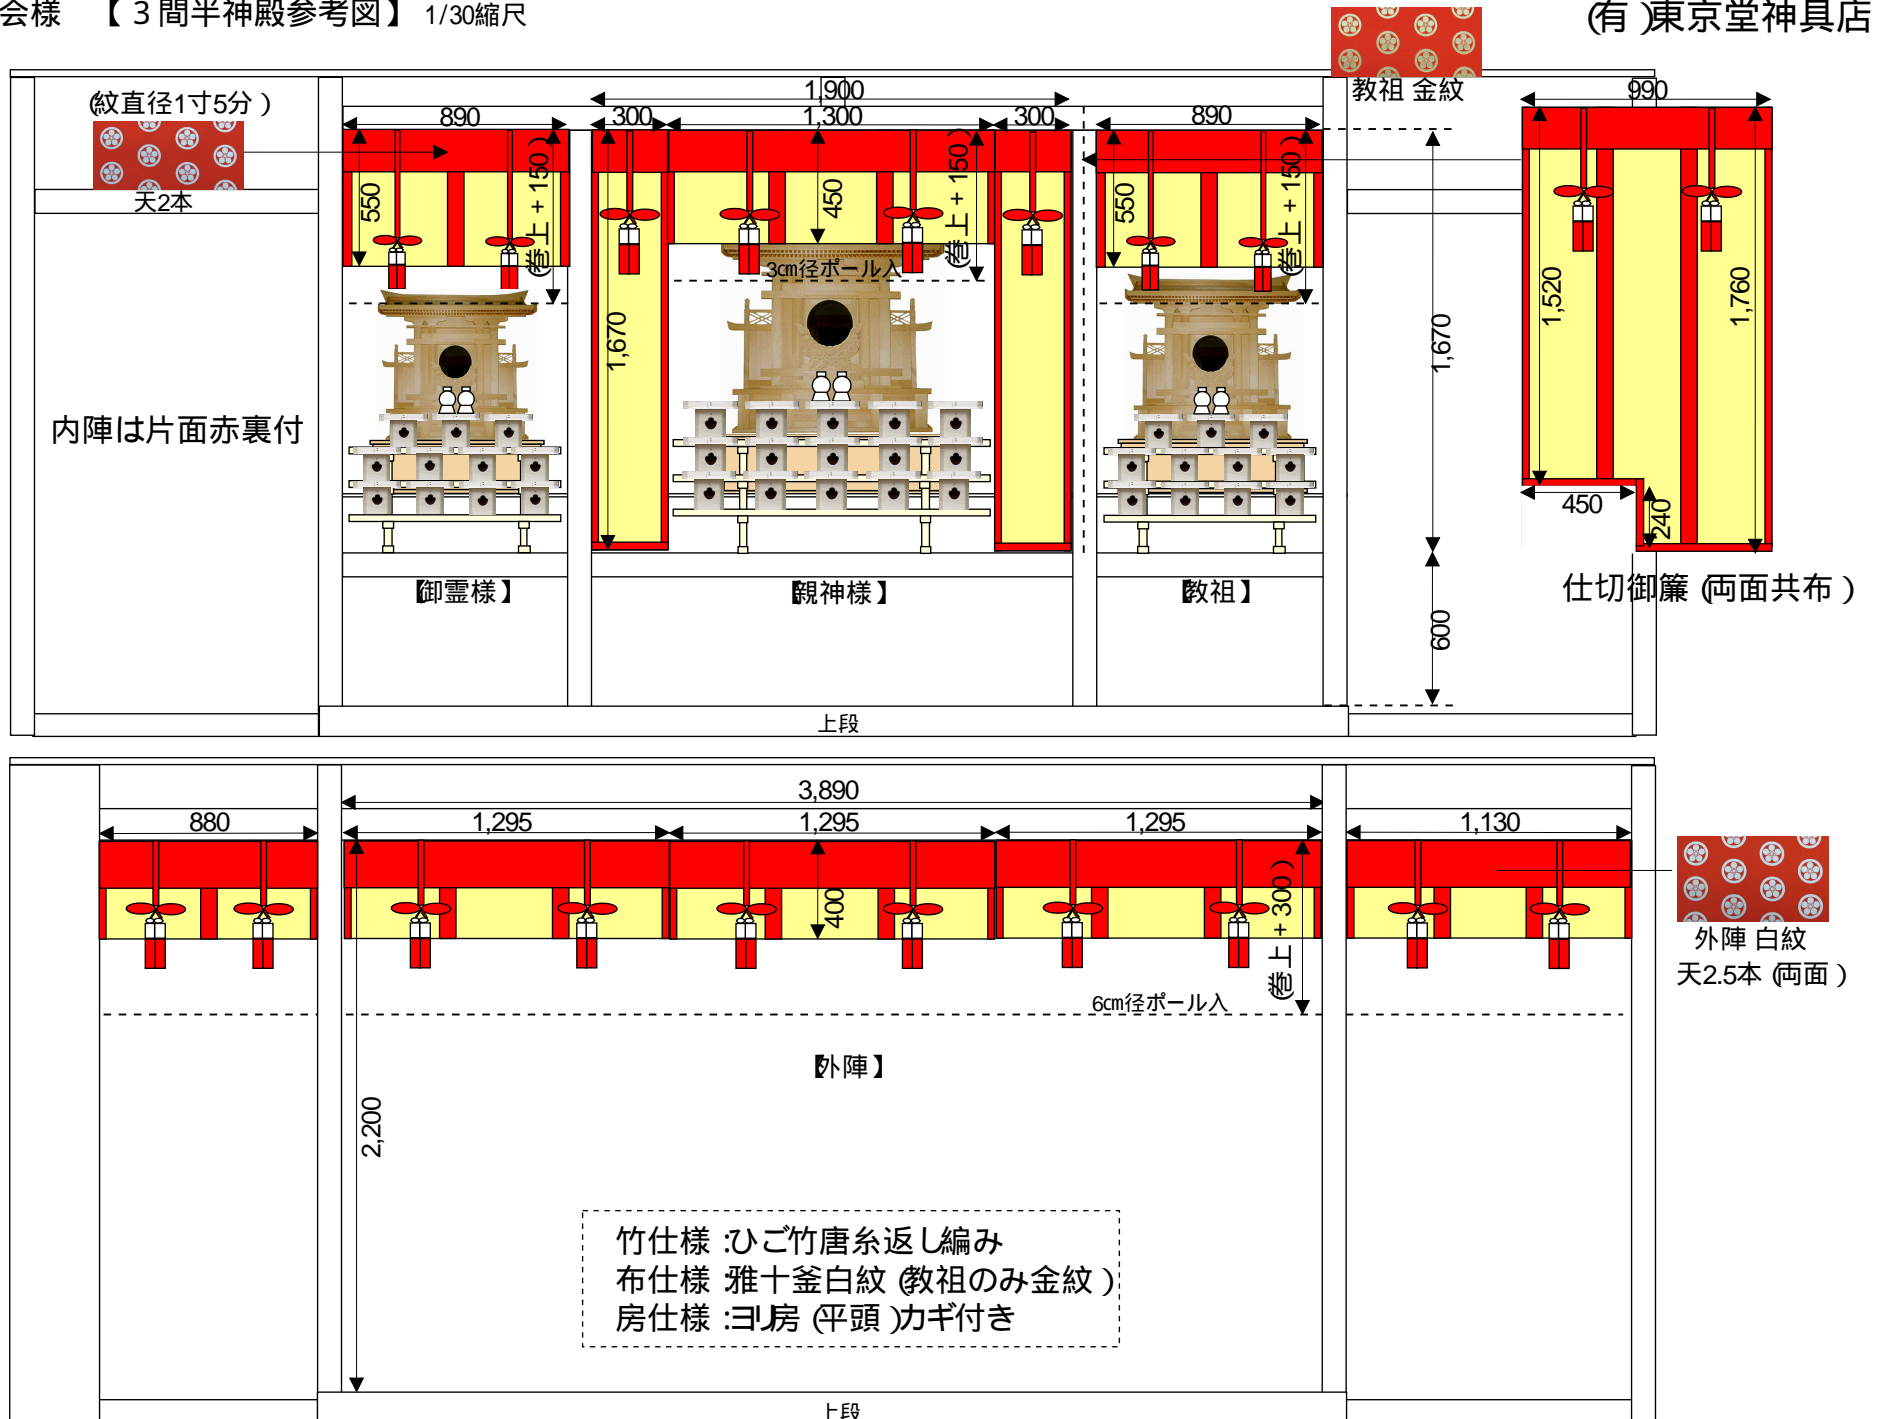 会様 【３間半神殿参考図】 1/30縮尺
(有)東京堂神具店
(紋直径1寸5分)
天2本
教祖 金紋
1,900
890
300
1,300
300
890
990
550
(巻上＋150)
450
(巻上＋150)
550
(巻上＋150)
3㎝径ポール入
1,670
1,670
1,520
1,760
450
240
内陣は片面赤裏付
【御霊様】
【親神様】
【教祖】
仕切御簾 (両面共布)
600
上段
3,890
880
1,295
1,295
1,295
1,130
400
(巻上＋300)
外陣 白紋
天2.5本 (両面)
6㎝径ポール入
【外陣】
2,200
竹仕様:ひご竹唐糸返し編み
布仕様:雅十釜白紋 (教祖のみ金紋)
房仕様:ヨリ房 (平頭)カギ付き
上段